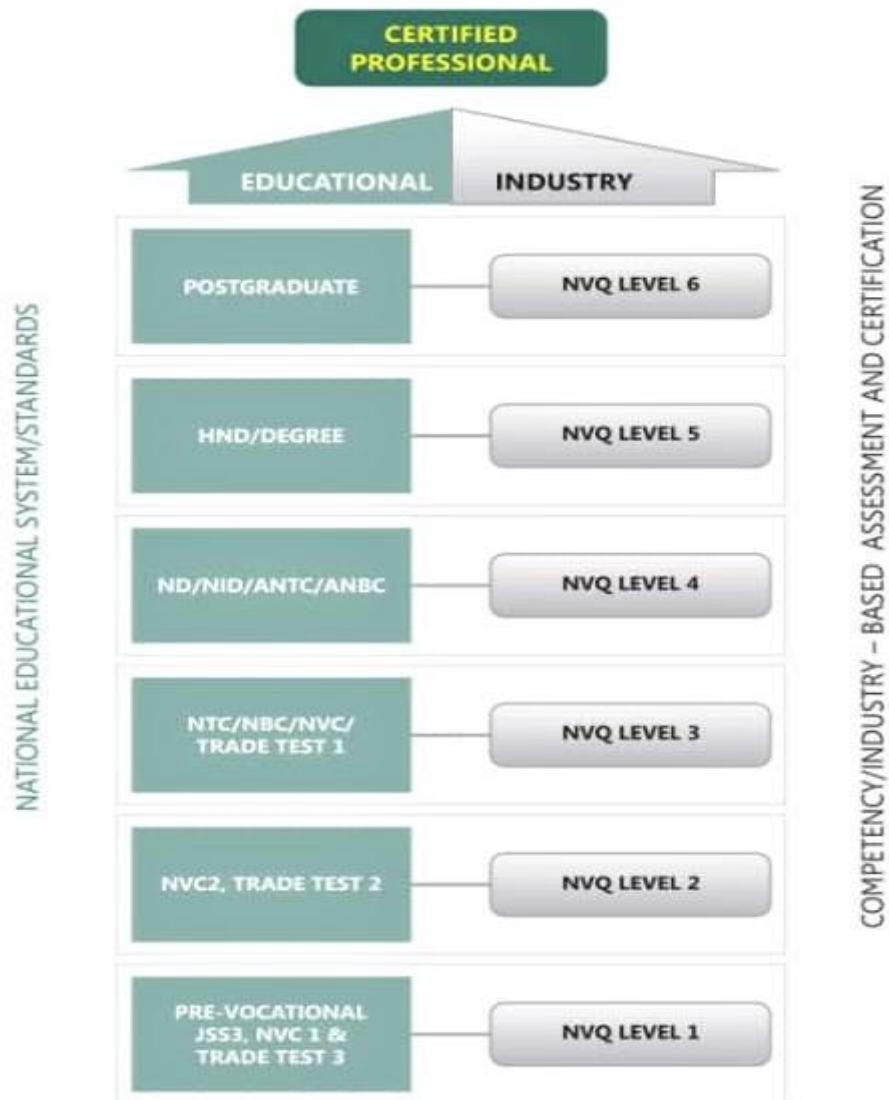 CERTIFIED
PROFESSIONAL
EDUCATIONAL
INDUSTRY
NATIONAL EDUCATIONAL SYSTEM/STANDARDS
COMPETENCY/INDUSTRY – BASED ASSESSMENT AND CERTIFICATION
POSTGRADUATE
NVQ LEVEL 6
HND/DEGREE
NVQ LEVEL 5
ND/NID/ANTC/ANBC
NVQ LEVEL 4
NTC/NBC/NVC/
TRADE TEST 1
NVQ LEVEL 3
NVC2, TRADE TEST 2
NVQ LEVEL 2
PRE-VOCATIONAL
JSS3, NVC 1 &
TRADE TEST 3
NVQ LEVEL 1